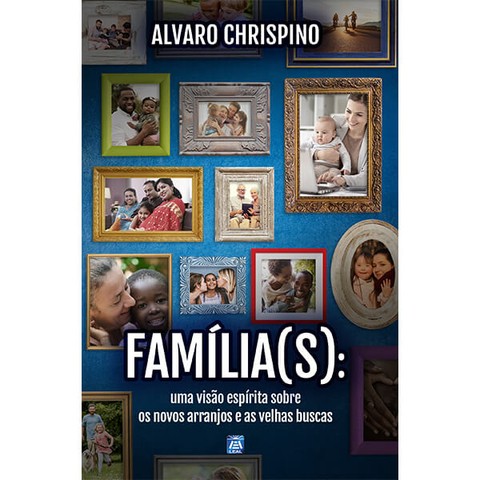 ALVARO CHRISPINO
FAMÍLIA(S):
uma visão espírita sobre
os novos arranjos e as velhas buscas
LEAL